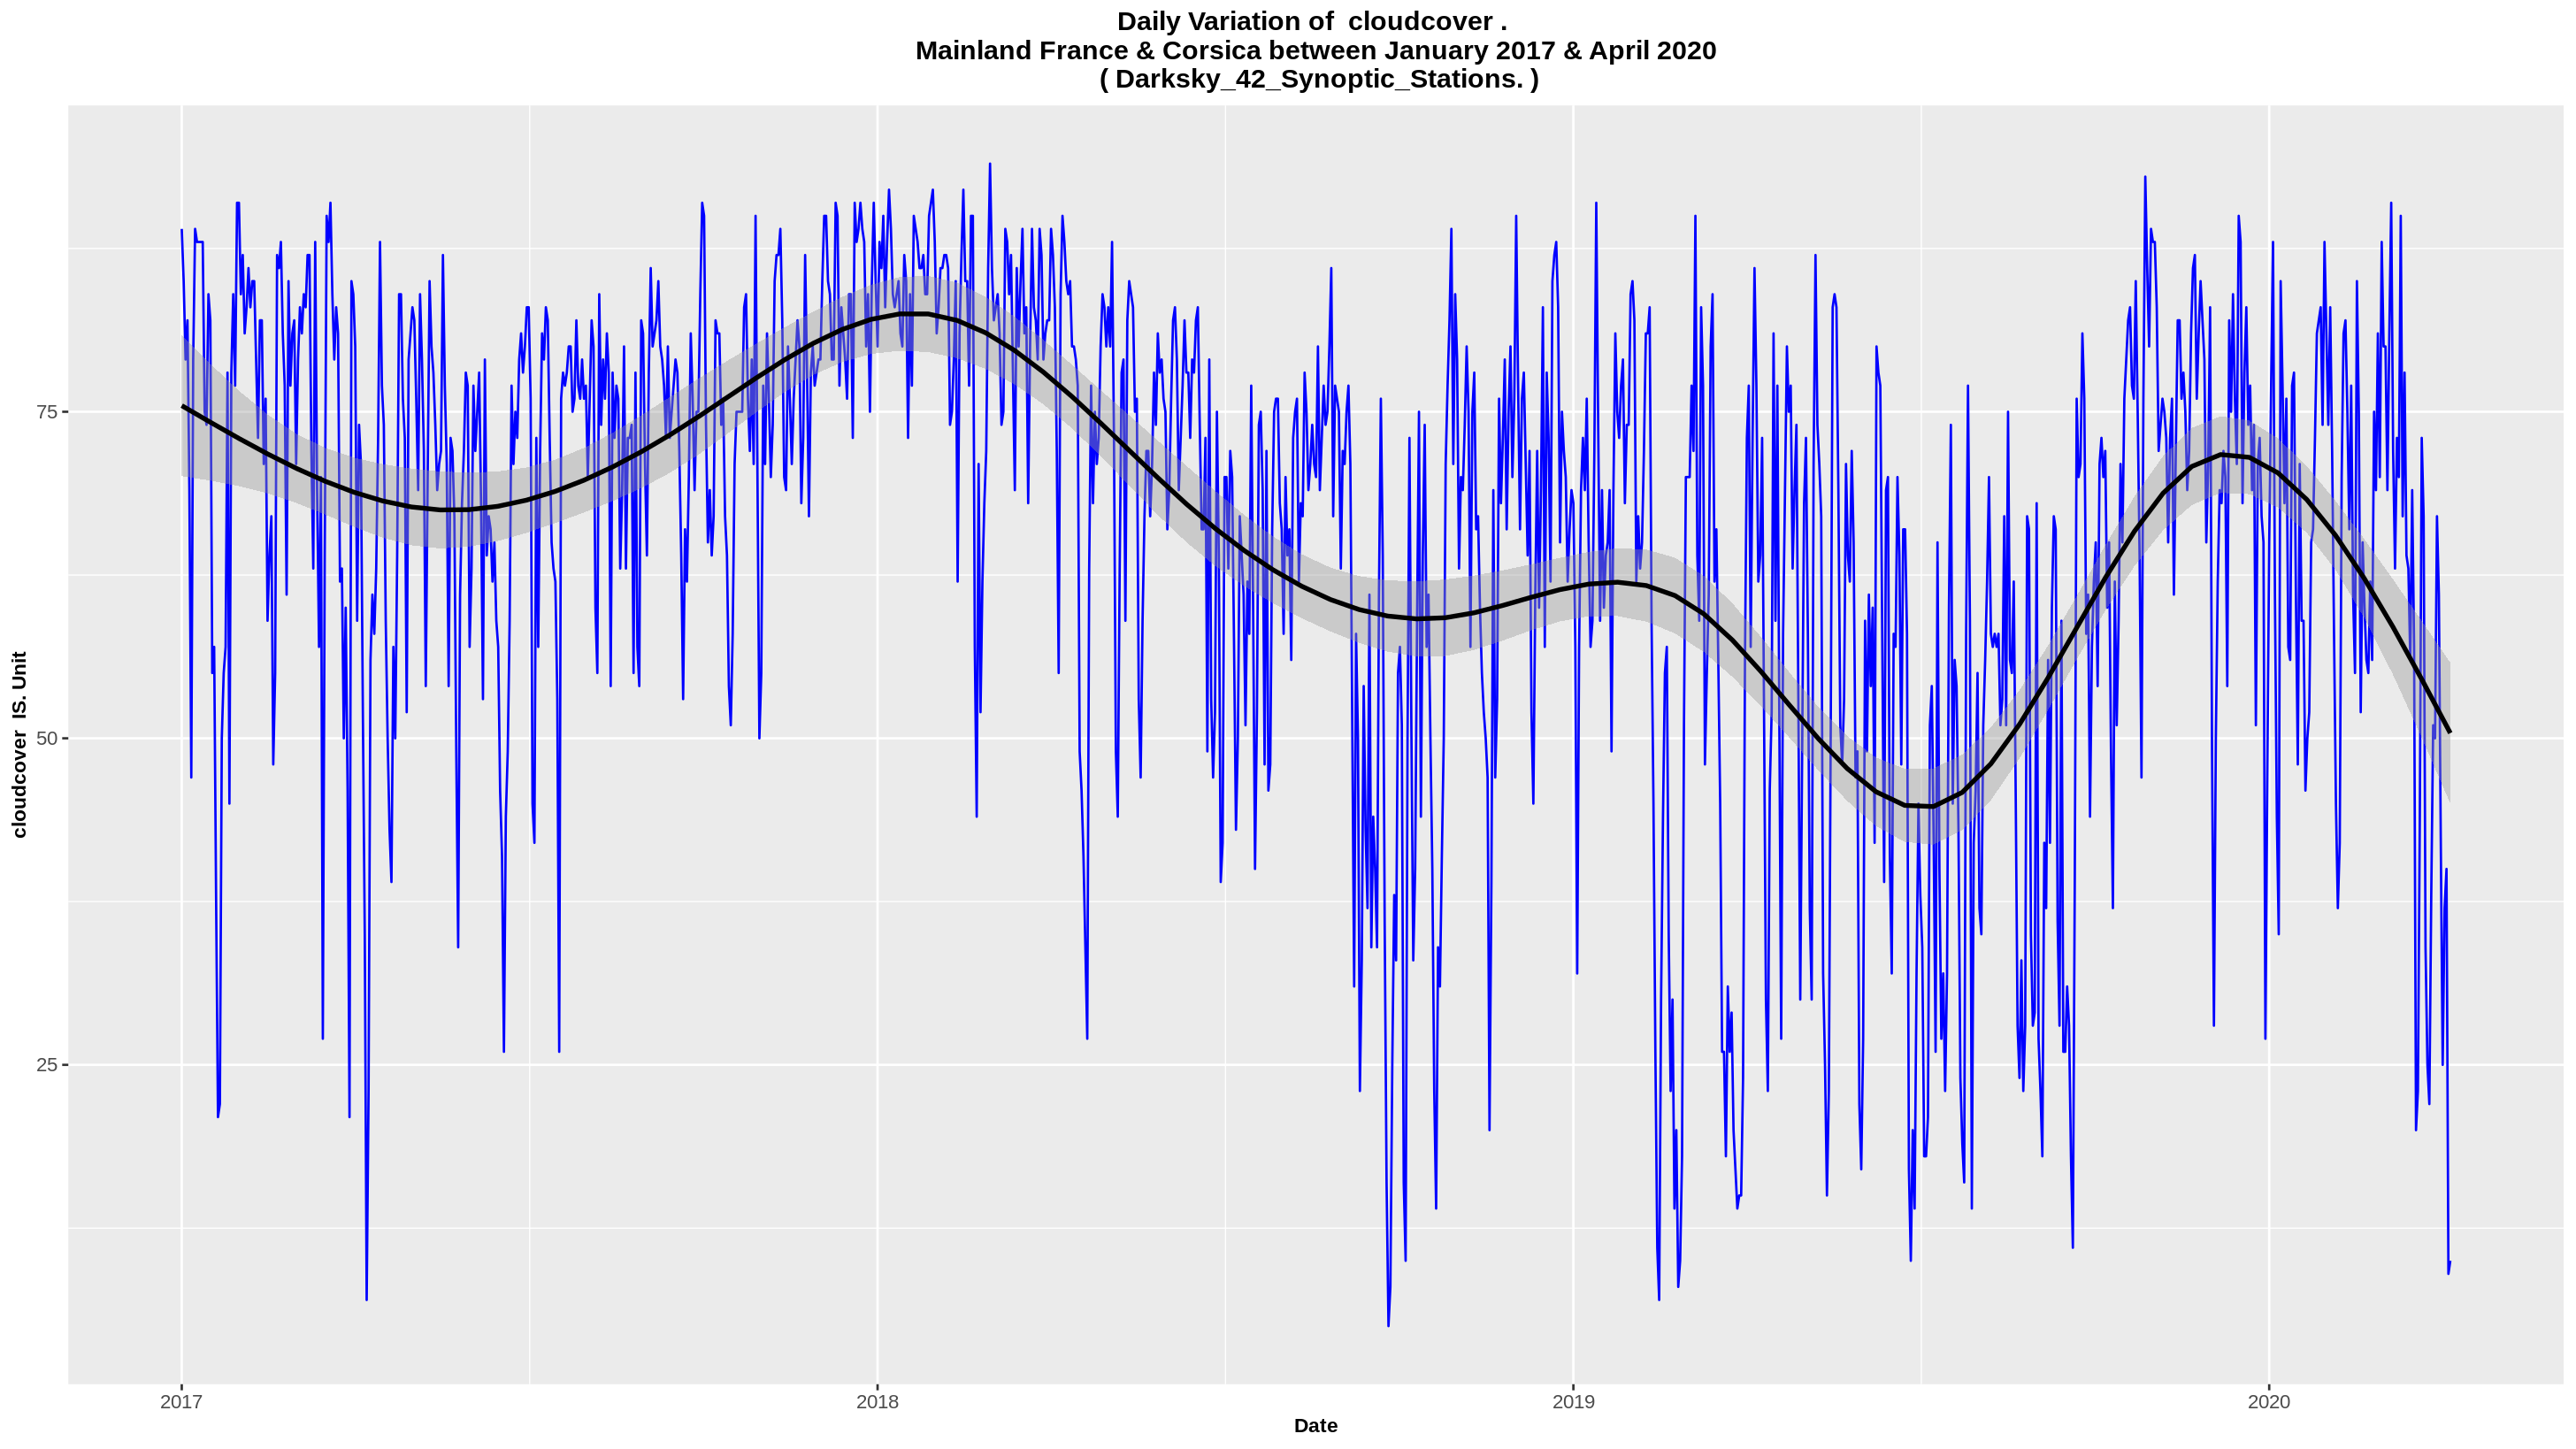 Daily Variation of  cloudcover .
Mainland France & Corsica between January 2017 & April 2020
( Darksky_42_Synoptic_Stations. )
cloudcover  IS. Unit
75
50
25
2017
2018
2019
2020
Date